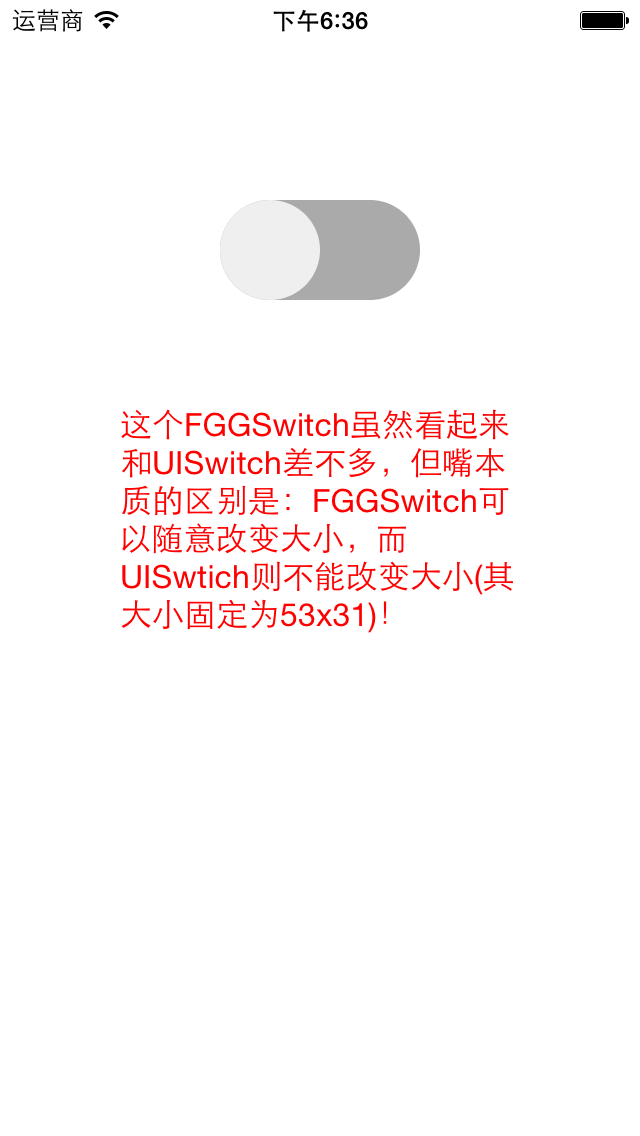 运营商 下午6:36
这个FGGSwitch虽然看起来
和UISwitch差不多，但嘴本
质的区别是：FGGSwitch可
以随意改变大小，而
UISwtich则不能改变大小(其
大小固定为53x31)！